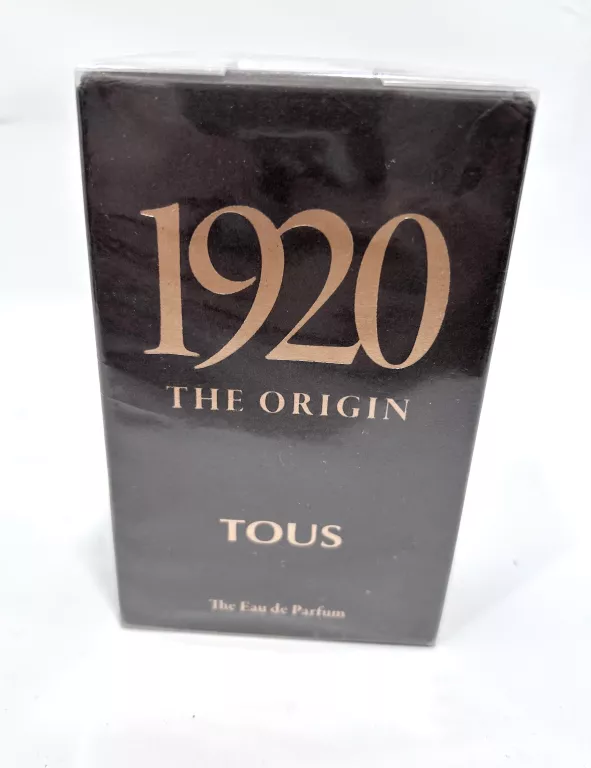 1920
THE ORIGIN
TOUS
The Eau de Parfum